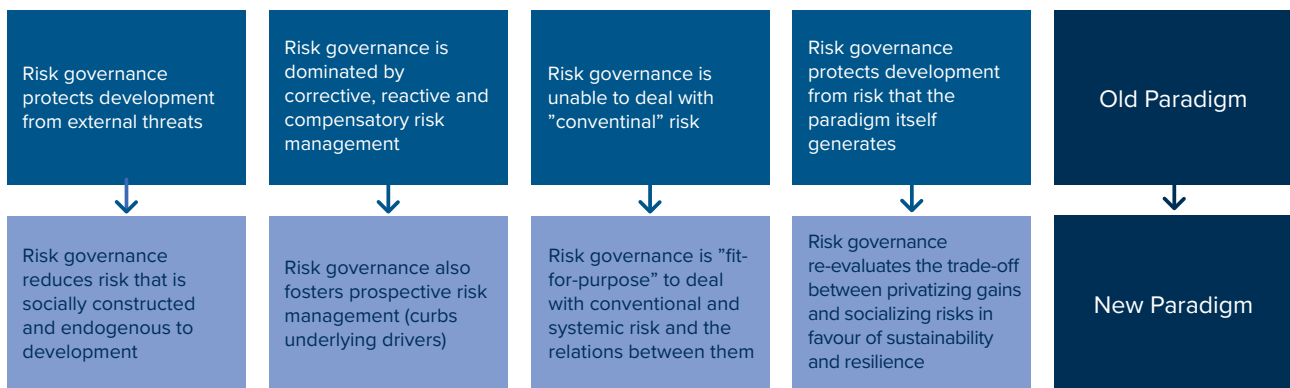 Risk governance
protects development
from external threats
Risk governance is
dominated by
corrective, reactive and
compensatory risk
management
Risk governance is
unable to deal with
”conventinal” risk
Risk governance
protects development
from risk that the
paradigm itself
generates
Old Paradigm
Risk governance
reduces risk that is
socially constructed
and endogenous to
development
Risk governance also
fosters prospective risk
management (curbs
underlying drivers)
Risk governance is ”fit-
for-purpose” to deal
with conventional and
systemic risk and the
relations between them
Risk governance
re-evaluates the trade-off
between privatizing gains
and socializing risks in
favour of sustainability
and resilience
New Paradigm